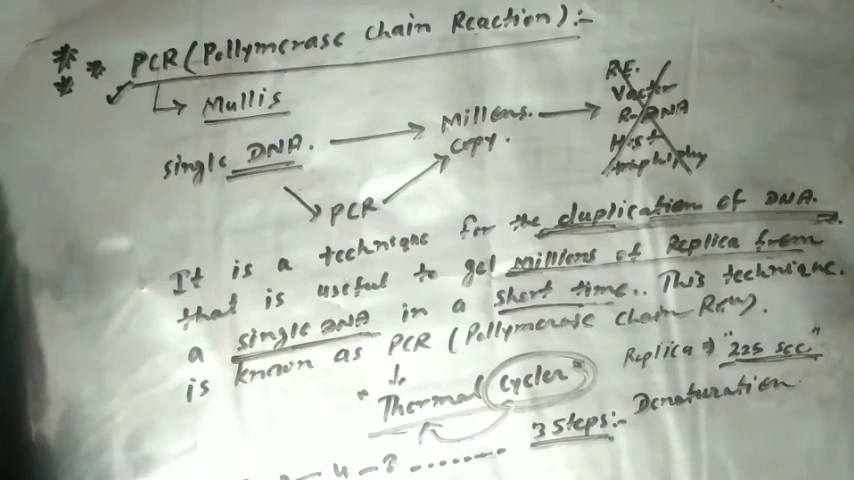 PCR (Pollymerase Chain Reaction):-
Mullis
Single DNA. → Millions. Copy. →
R.E.
Vector
R-DNA
Host
PCR
It is a technique for the duplication of DNA.
that is useful to get Millions of Replica from
a single DNA in a short time.. This technique.
is known as PCR (Pollymerase Chain Rxn).
"Thermal Cycler" Replica ⇒ "225 sec"
3 Steps:- Denaturation
4 - 8 ........